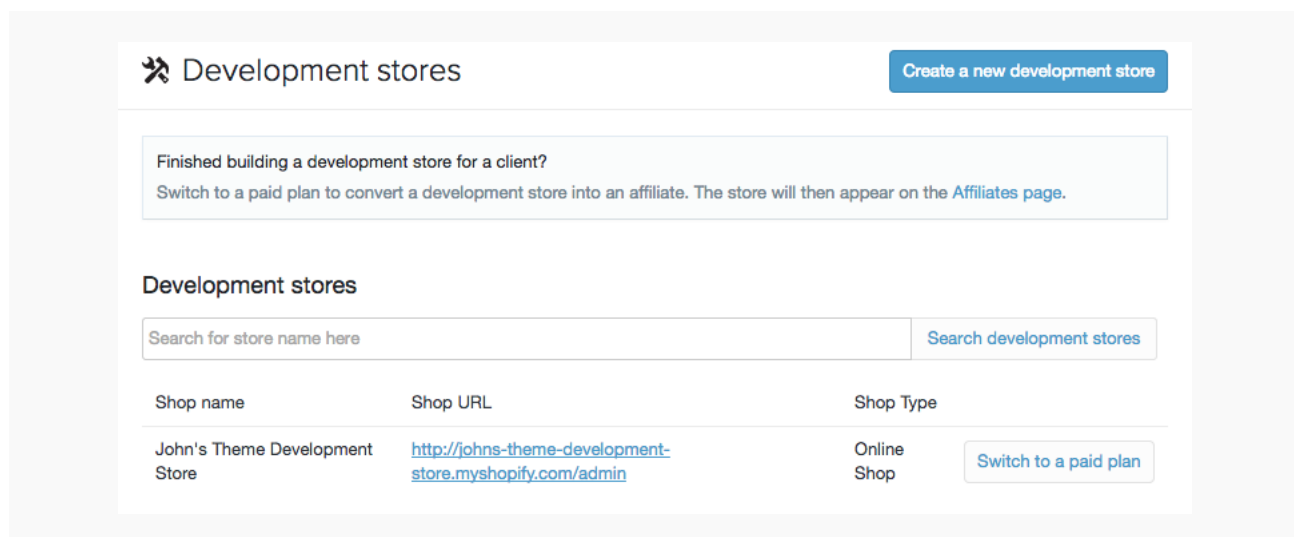 Development stores
Create a new development store
Finished building a development store for a client?
Switch to a paid plan to convert a development store into an affiliate. The store will then appear on the Affiliates page.
Development stores
Search for store name here
Search development stores
Shop name
Shop URL
Shop Type
John's Theme Development
Store
http://johns-theme-development-
store.myshopify.com/admin
Online
Shop
Switch to a paid plan